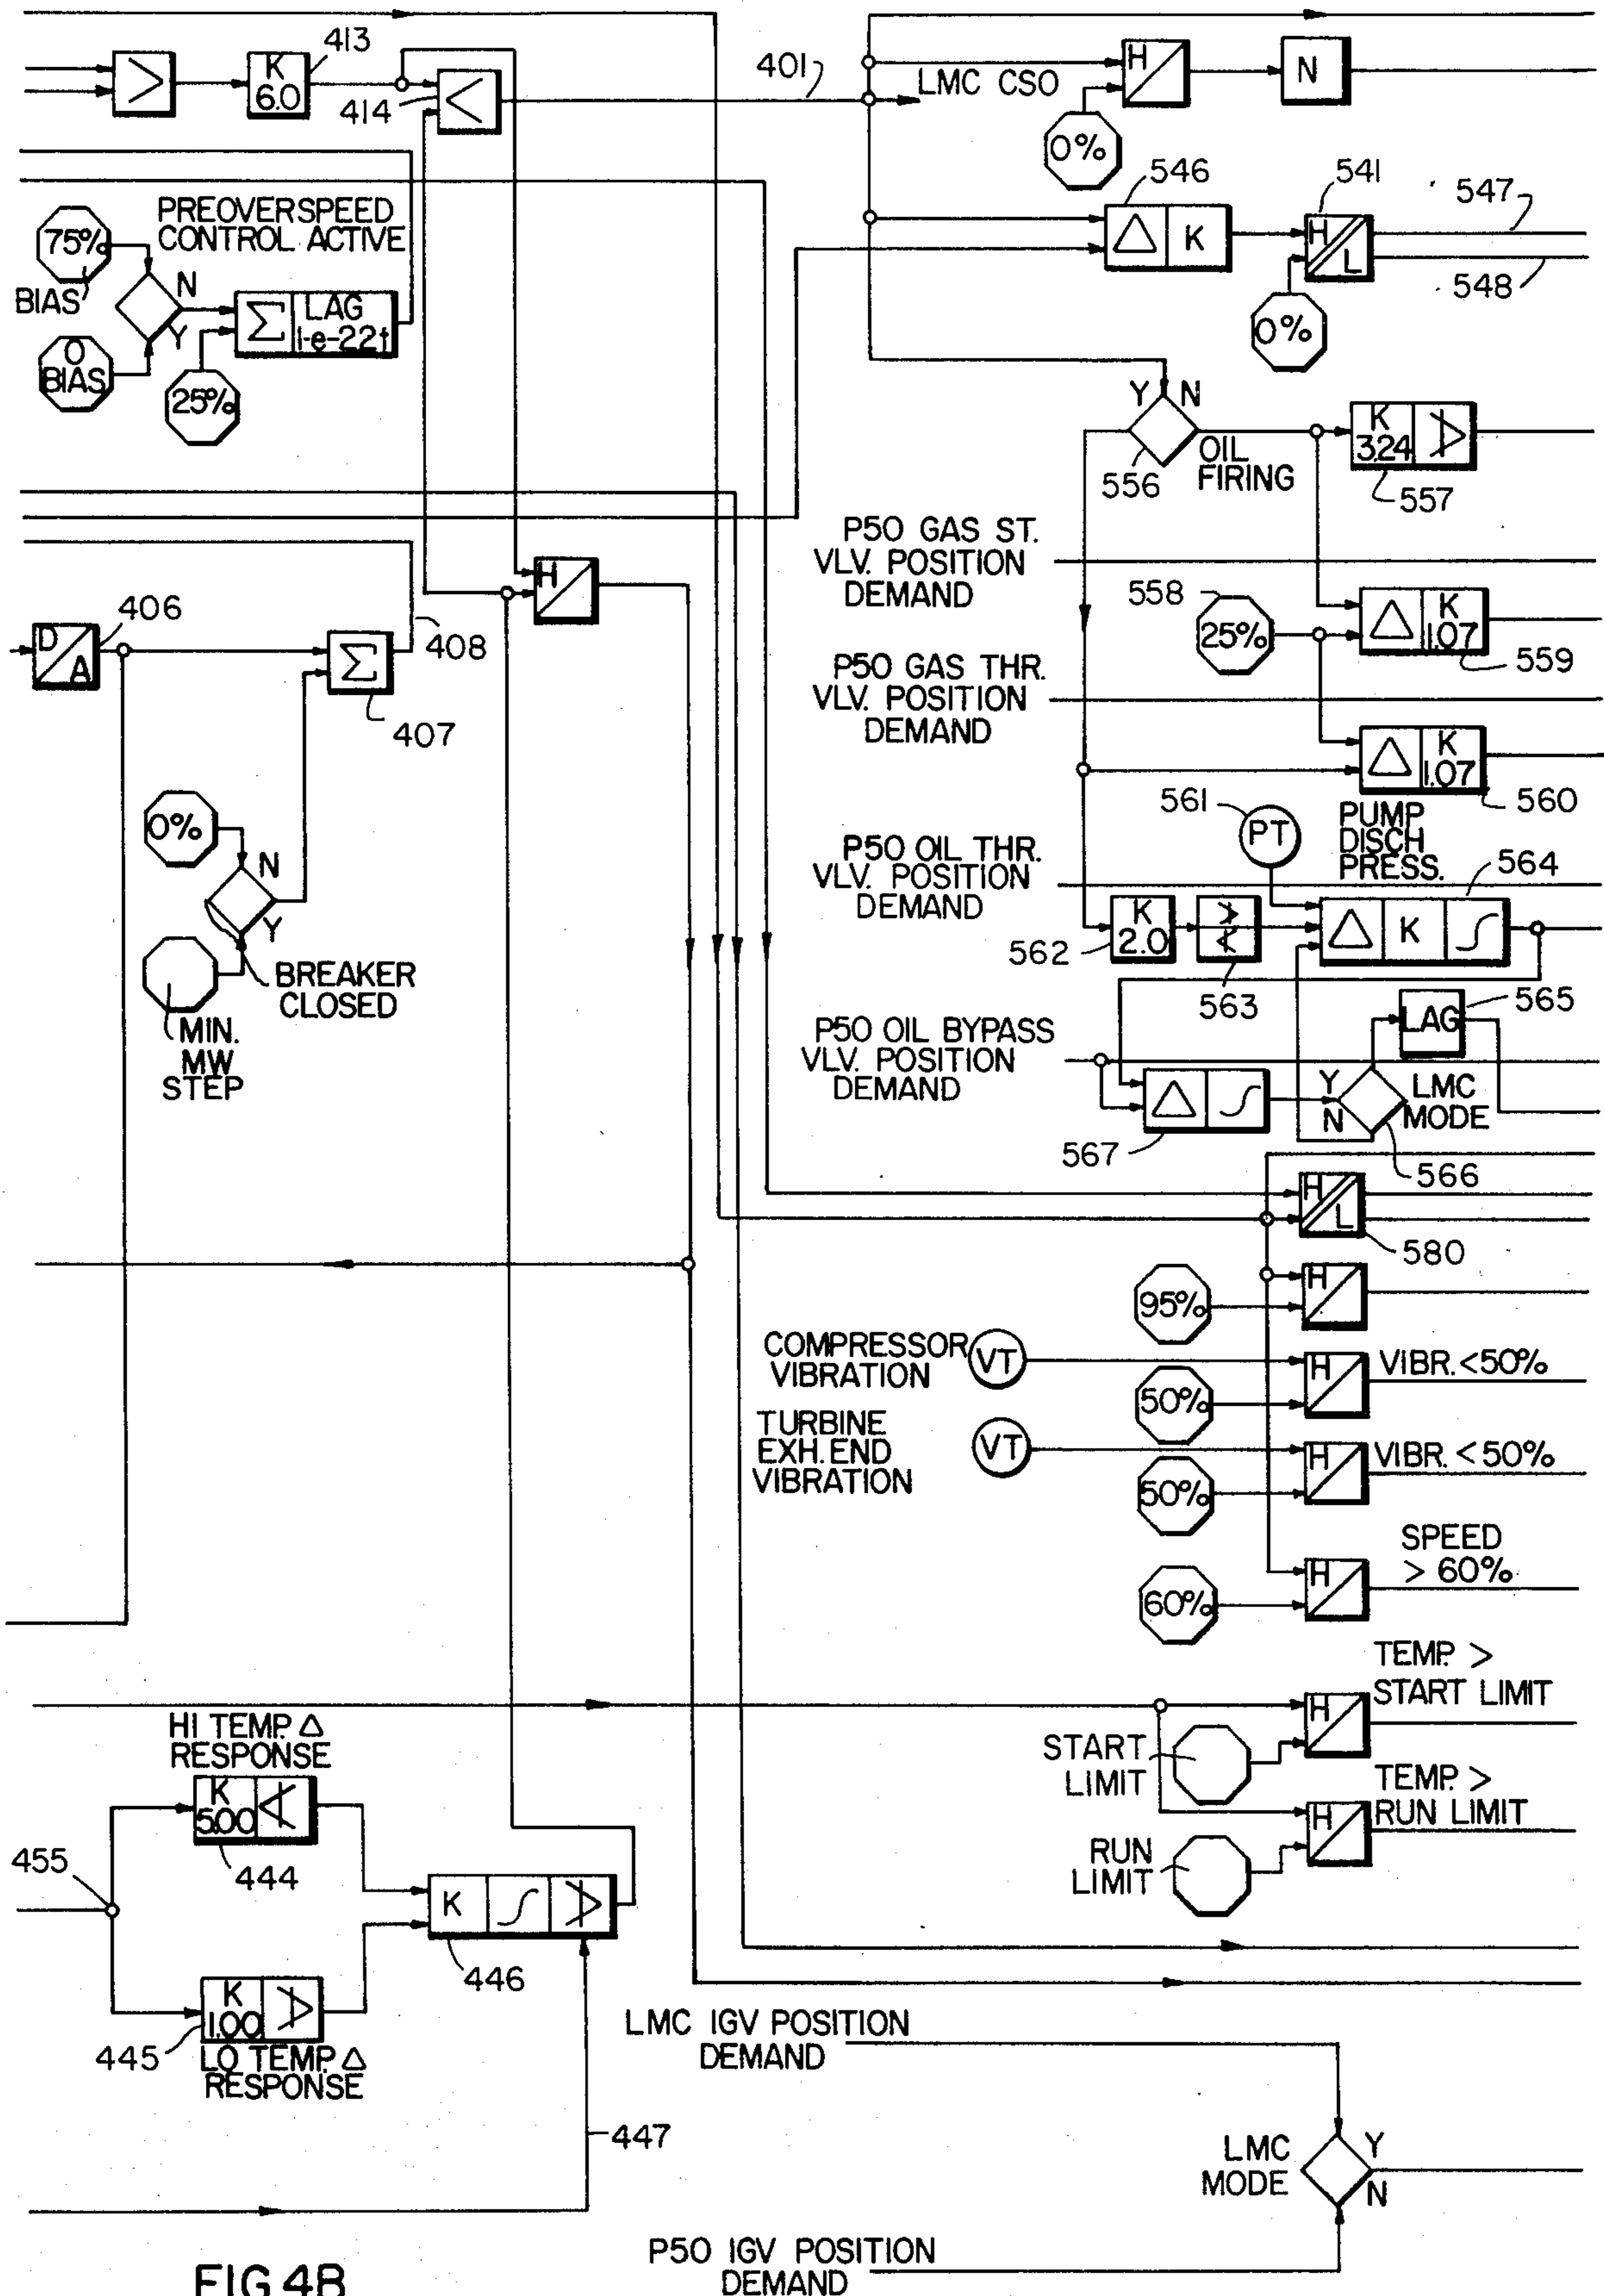 413
K
6.0
>
<
414
401
LMC CSO
H
N
0%
546
541
547
△
K
H
L
548
0%
PREOVERSPEED
CONTROL ACTIVE
75%
BIAS
N
Y
Σ
LAG
1-e-22t
0
BIAS
25%
Y
N
OIL
FIRING
556
K
3.24
557
P50 GAS ST.
VLV. POSITION
DEMAND
H
558
25%
△
K
1.07
559
406
D
A
408
Σ
407
P50 GAS THR.
VLV. POSITION
DEMAND
△
K
1.07
560
0%
N
Y
BREAKER
CLOSED
MIN.
MW
STEP
561
PT
PUMP
DISCH
PRESS.
564
P50 OIL THR.
VLV. POSITION
DEMAND
K
2.0
562
563
△
K
∫
565
LAG
P50 OIL BYPASS
VLV. POSITION
DEMAND
△
∫
567
Y
N
LMC
MODE
566
H
L
580
95%
H
COMPRESSOR
VIBRATION
VT
50%
H
VIBR. <50%
TURBINE
EXH. END
VIBRATION
VT
50%
H
VIBR. <50%
60%
H
SPEED
> 60%
TEMP. >
START LIMIT
H
START
LIMIT
TEMP. >
RUN LIMIT
H
RUN
LIMIT
HI TEMP. △
RESPONSE
K
5.00
444
455
K
∫
446
K
1.00
445
LO TEMP. △
RESPONSE
447
LMC IGV POSITION
DEMAND
LMC
MODE
Y
N
P50 IGV POSITION
DEMAND
FIG.4B